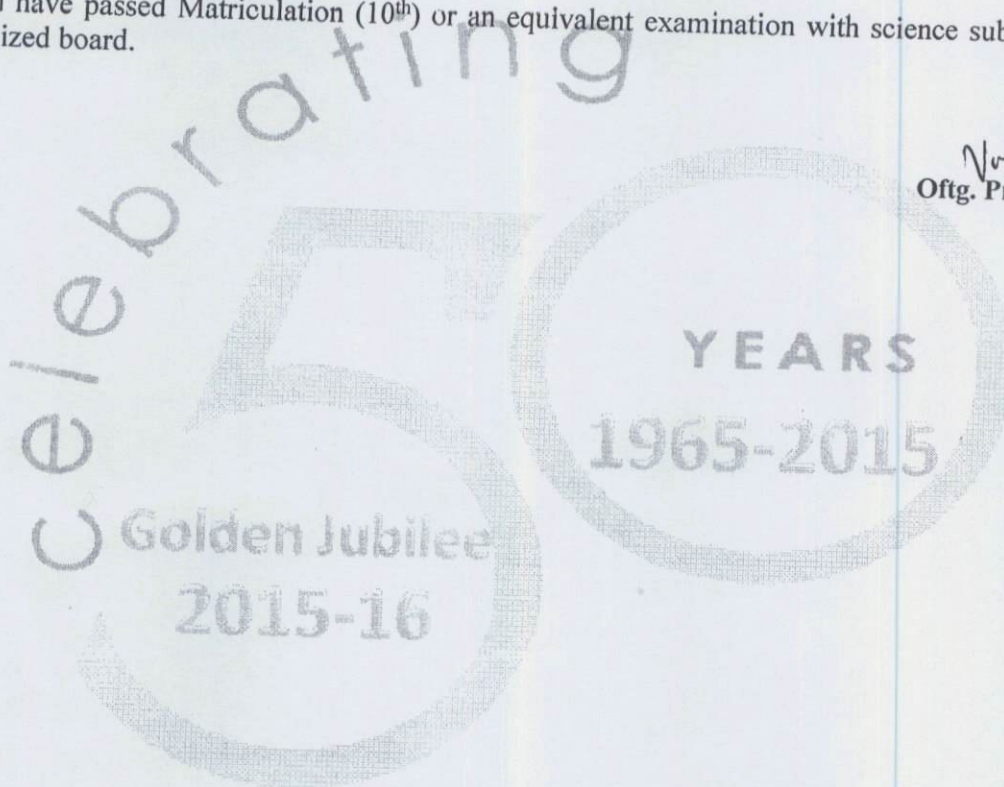 have passed Matriculation (10th) or an equivalent examination with science
ized board.
celebrating
Oftg.
50
YEARS
1965-2015
Golden Jubilee
2015-16